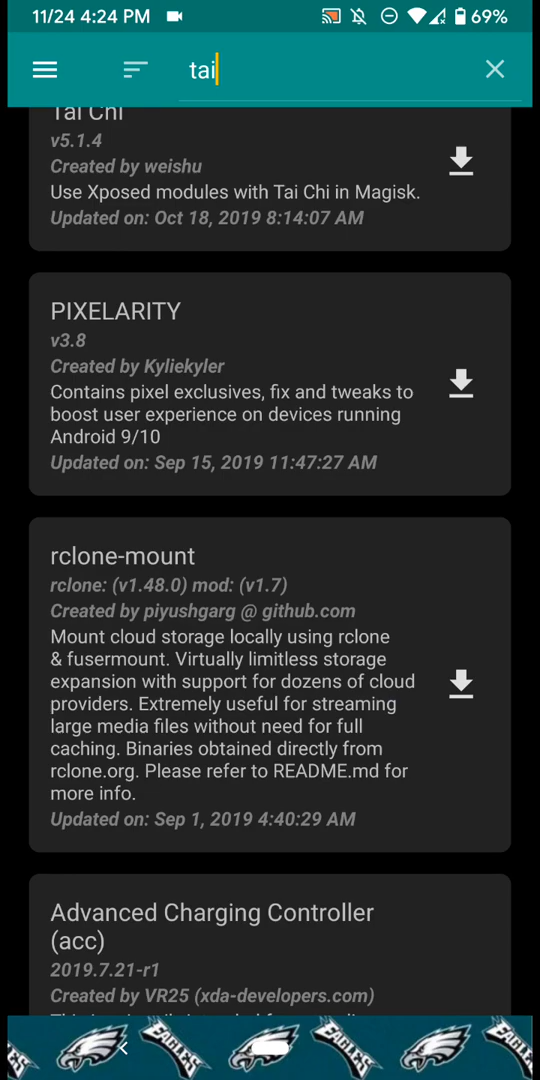 11/24 4:24 PM
69%
tai
Tai Chi
v5.1.4
Created by weishu
Use Xposed modules with Tai Chi in Magisk.
Updated on: Oct 18, 2019 8:14:07 AM
PIXELARITY
v3.8
Created by Kyliekyler
Contains pixel exclusives, fix and tweaks to
boost user experience on devices running
Android 9/10
Updated on: Sep 15, 2019 11:47:27 AM
rclone-mount
rclone: (v1.48.0) mod: (v1.7)
Created by piyushgarg @ github.com
Mount cloud storage locally using rclone
& fusermount. Virtually limitless storage
expansion with support for dozens of cloud
providers. Extremely useful for streaming
large media files without need for full
caching. Binaries obtained directly from
rclone.org. Please refer to README.md for
more info.
Updated on: Sep 1, 2019 4:40:29 AM
Advanced Charging Controller
(acc)
2019.7.21-r1
Created by VR25 (xda-developers.com)
EAGLES
EAGLES